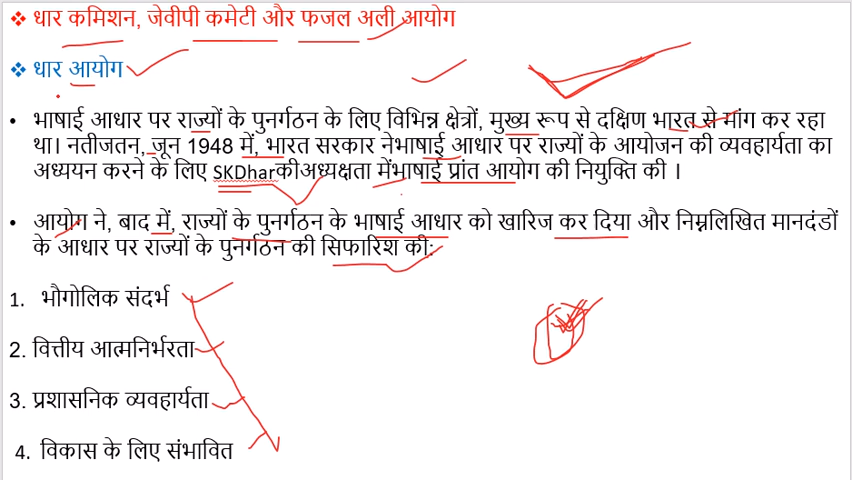 ❖ धार कमिशन, जेवीपी कमेटी और फजल अली आयोग
❖ धार आयोग
• भाषाई आधार पर राज्यों के पुनर्गठन के लिए विभिन्न क्षेत्रों, मुख्य रूप से दक्षिण भारत से मांग कर रहा
था। नतीजतन, जून 1948 में, भारत सरकार नेभाषाई आधार पर राज्यों के आयोजन की व्यवहार्यता का
अध्ययन करने के लिए SKDharकीअध्यक्षता मेंभाषाई प्रांत आयोग की नियुक्ति की ।
• आयोग ने, बाद में, राज्यों के पुनर्गठन के भाषाई आधार को खारिज कर दिया और निम्नलिखित मानदंडों
के आधार पर राज्यों के पुनर्गठन की सिफारिश की:
1. भौगोलिक संदर्भ
2. वित्तीय आत्मनिर्भरता
3. प्रशासनिक व्यवहार्यता
4. विकास के लिए संभावित